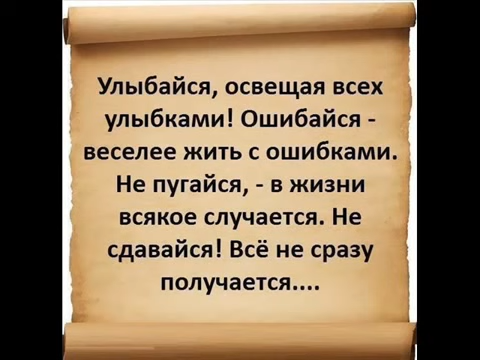 Улыбайся, освещая всех
улыбками! Ошибайся -
веселее жить с ошибками.
Не пугайся, - в жизни
всякое случается. Не
сдавайся! Всё не сразу
получается....